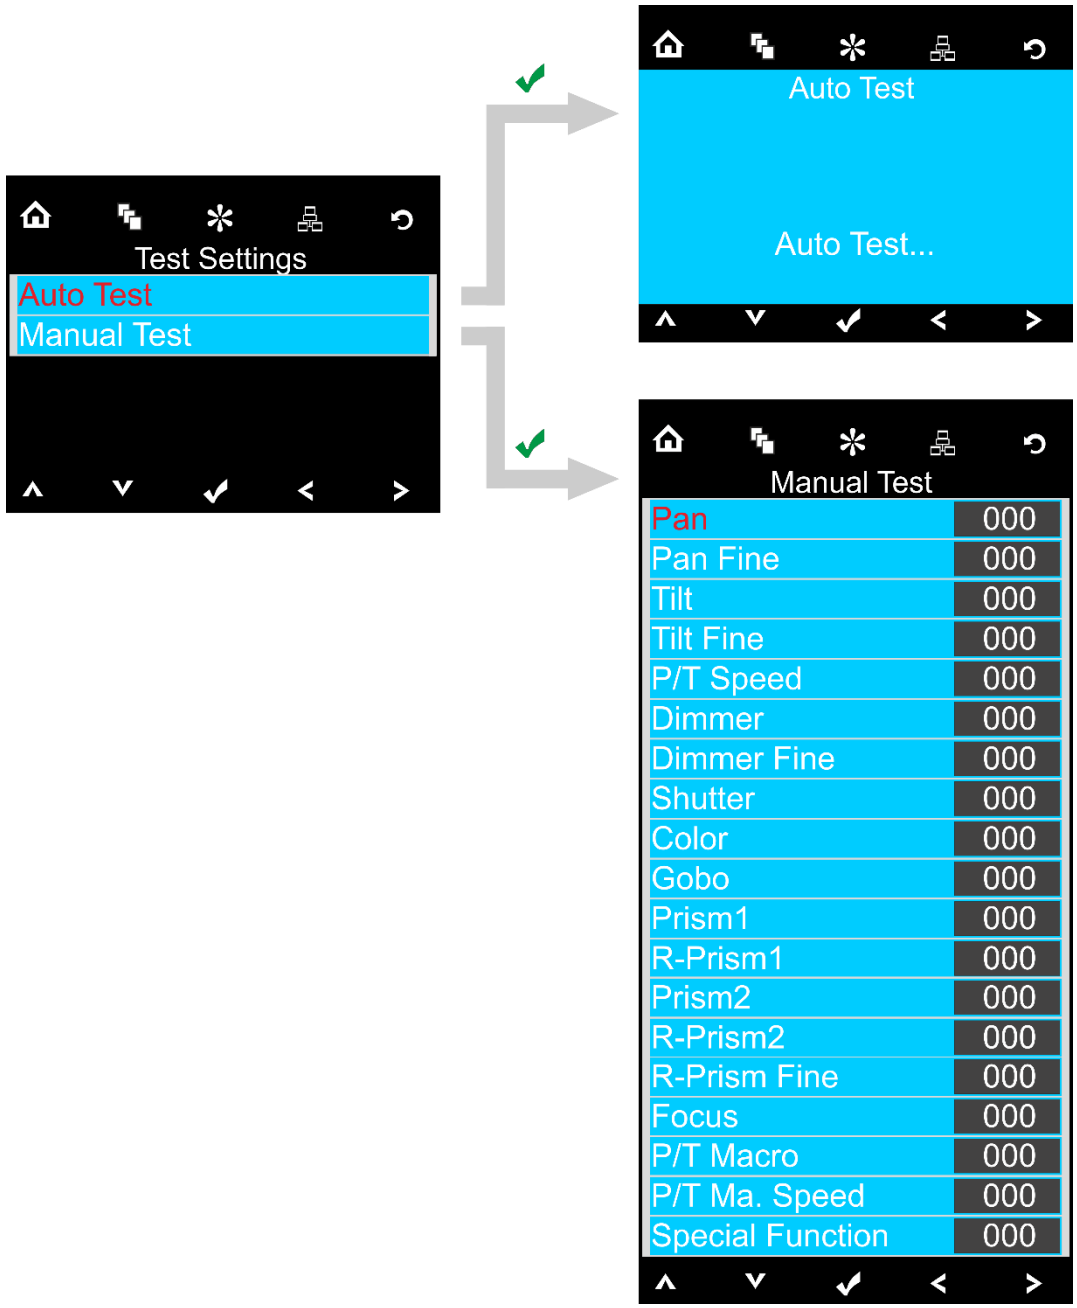 Test Settings
Auto Test
Manual Test
Auto Test
Auto Test...
Manual Test
Pan 000
Pan Fine 000
Tilt 000
Tilt Fine 000
P/T Speed 000
Dimmer 000
Dimmer Fine 000
Shutter 000
Color 000
Gobo 000
Prism1 000
R-Prism1 000
Prism2 000
R-Prism2 000
R-Prism Fine 000
Focus 000
P/T Macro 000
P/T Ma. Speed 000
Special Function 000